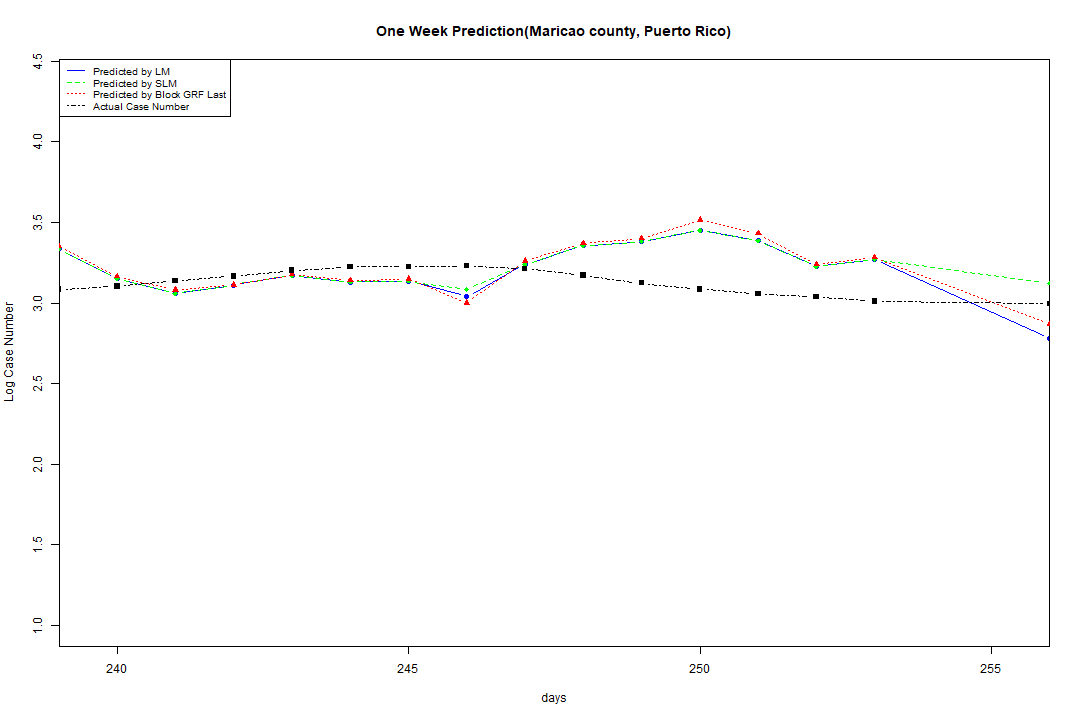 One Week Prediction(Maricao county, Puerto Rico)
Predicted by LM
Predicted by SLM
Predicted by Block GRF Last
Actual Case Number
4.5
4.0
3.5
3.0
2.5
2.0
1.5
1.0
Log Case Number
240
245
250
255
days